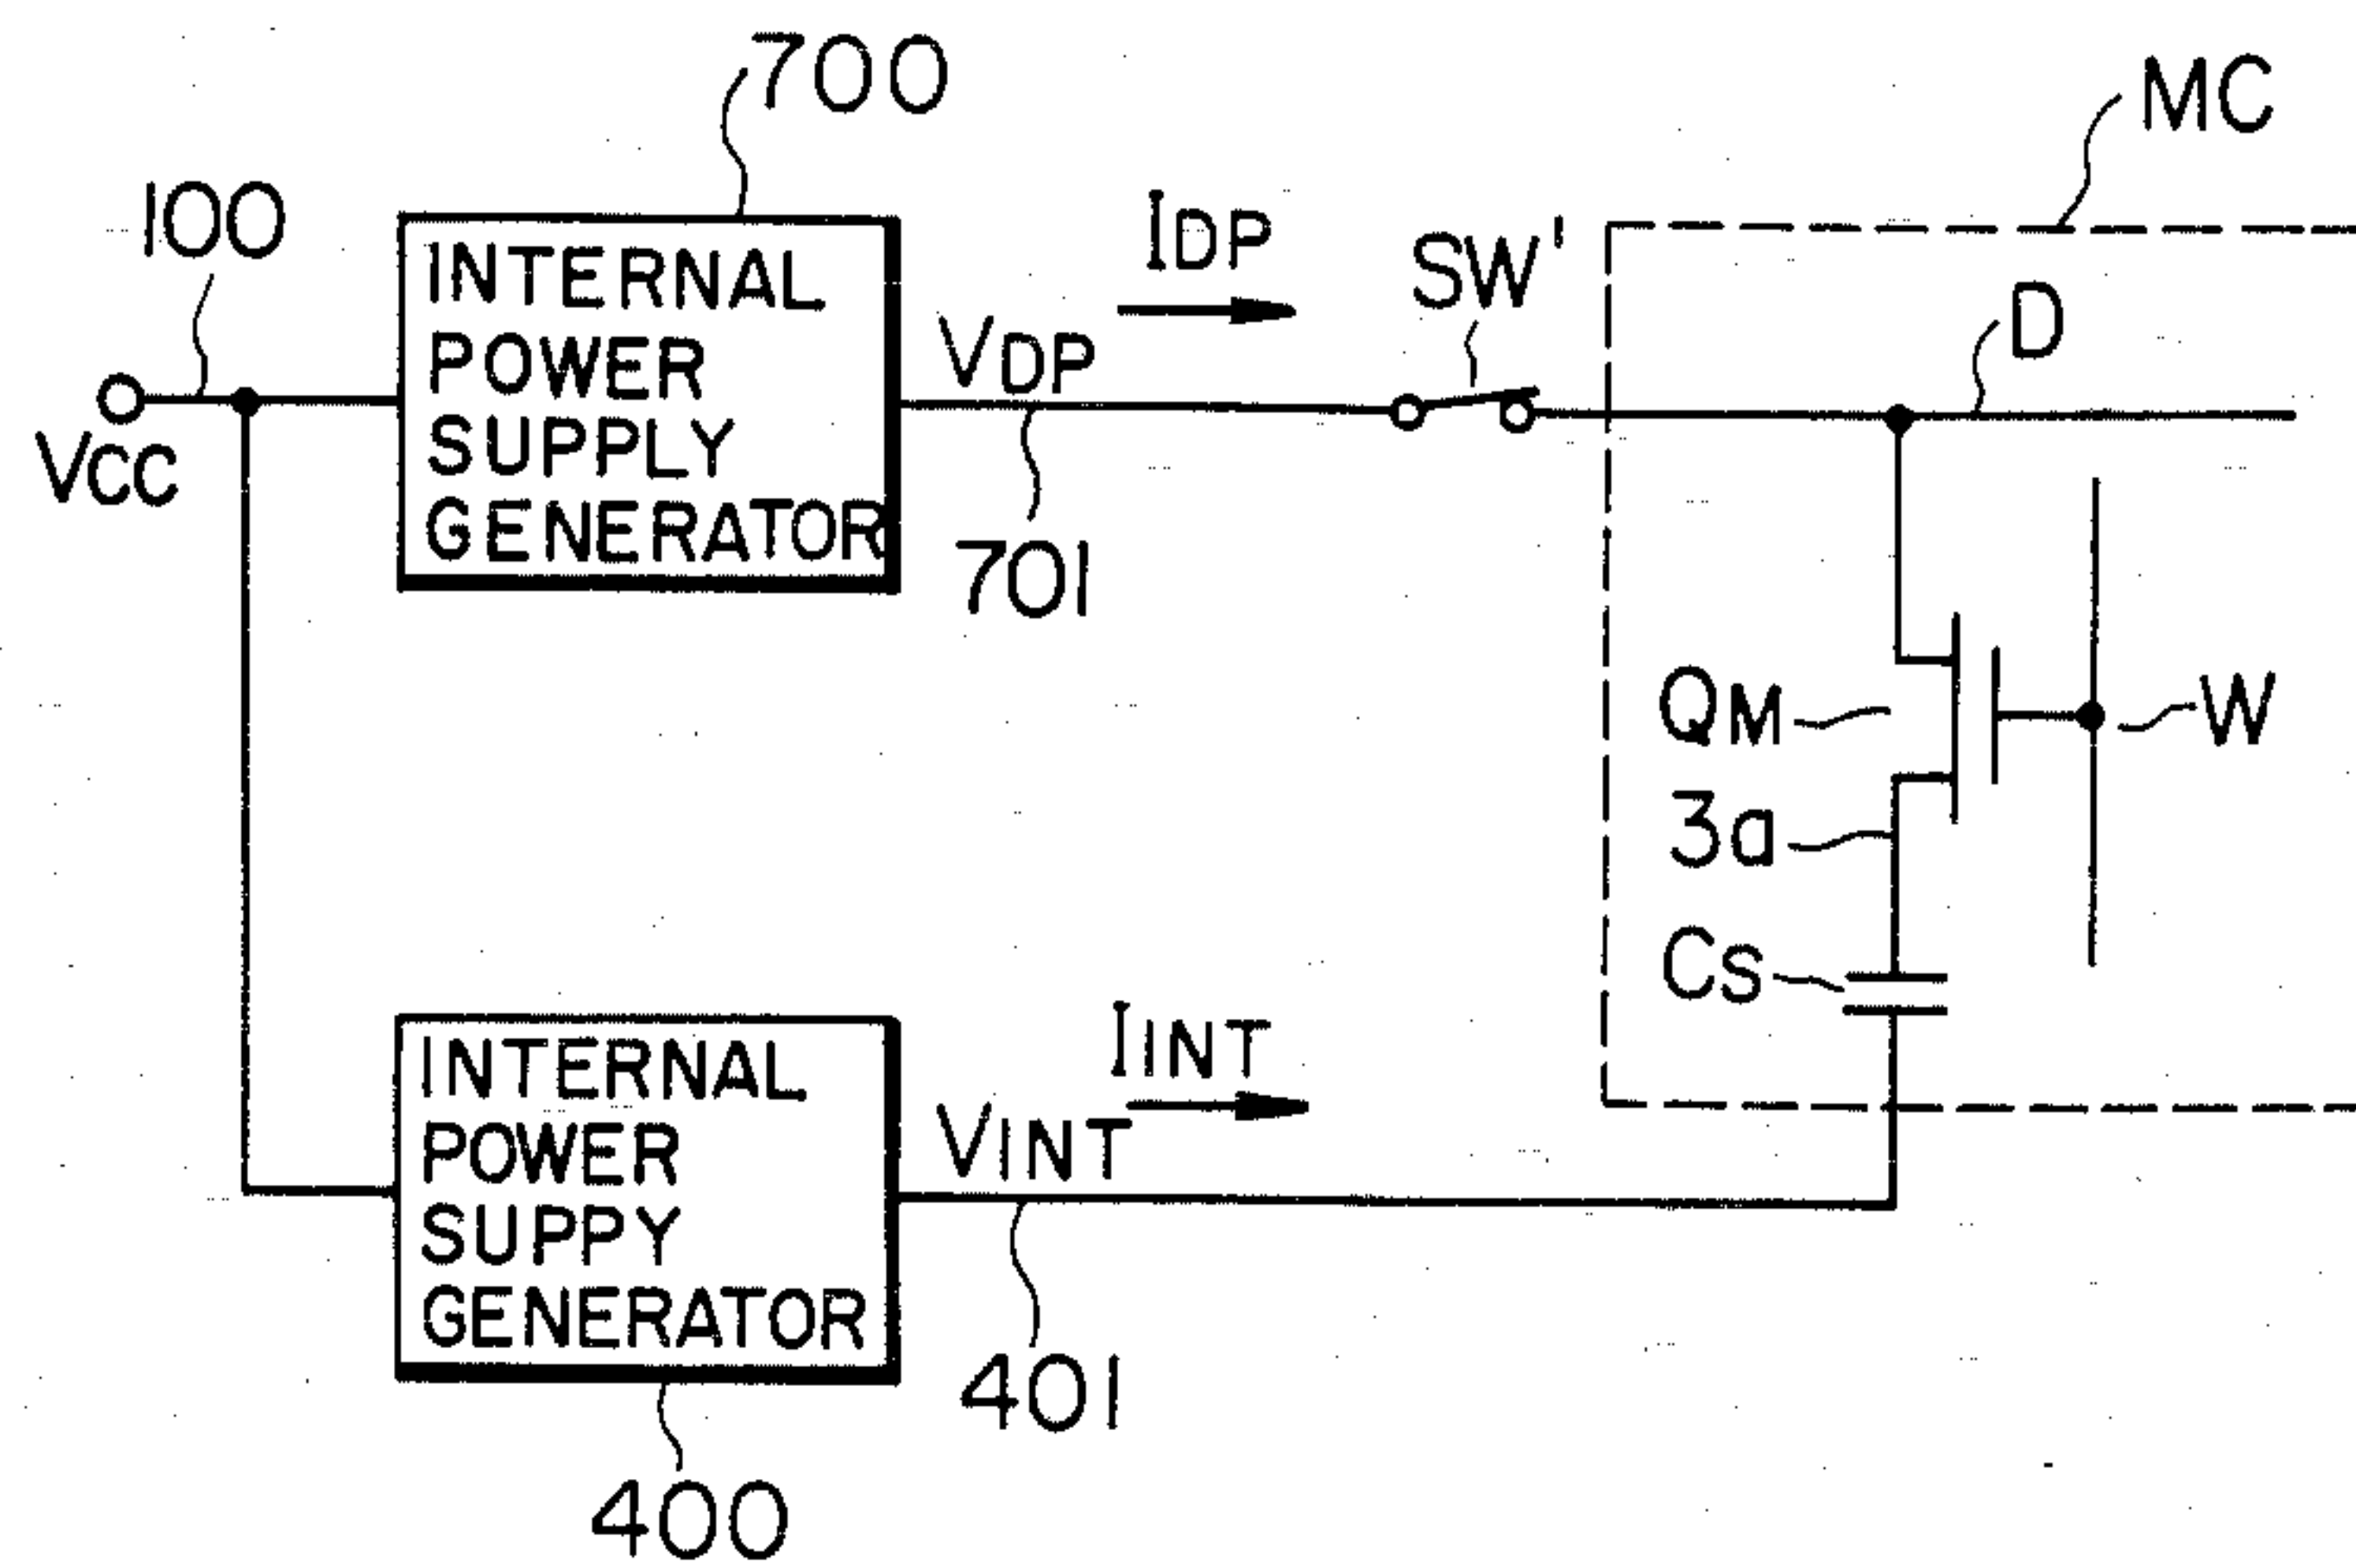 700
MC
100
IDP
SW'
INTERNAL
POWER
SUPPLY
GENERATOR
VDP
D
VCC
701
QM
W
3a
CS
INTERNAL
POWER
SUPPY
GENERATOR
IINT
VINT
401
400